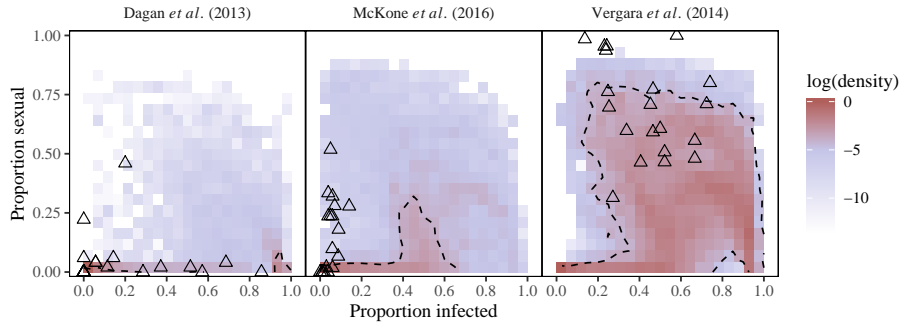 Dagan et al. (2013) McKone et al. (2016) Vergara et al. (2014)
Proportion sexual
1.00
0.75
0.50
0.25
0.00
0.0 0.2 0.4 0.6 0.8 1.0 0.0 0.2 0.4 0.6 0.8 1.0 0.0 0.2 0.4 0.6 0.8 1.0
Proportion infected
log(density)
0
−5
−10